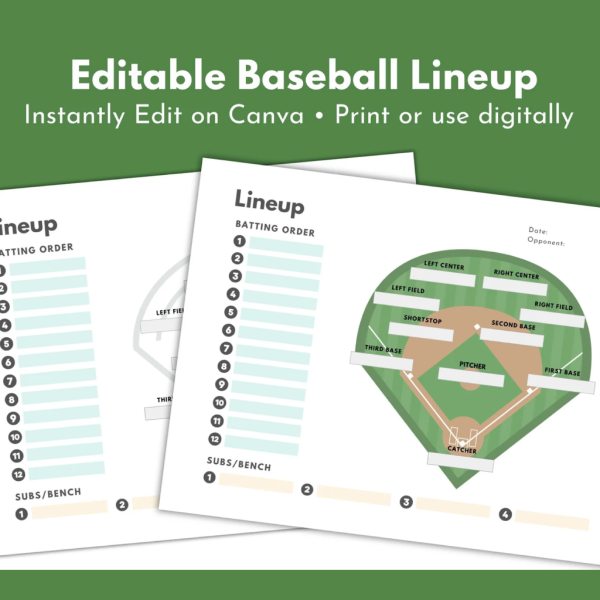 Editable Baseball Lineup
Instantly Edit on Canva • Print or use digitally
Lineup
BATTING ORDER
1
2
3
4
5
6
7
8
9
10
11
12
SUBS/BENCH
1
2
3
4
Date:
Opponent:
LEFT CENTER
RIGHT CENTER
LEFT FIELD
RIGHT FIELD
SHORTSTOP
SECOND BASE
THIRD BASE
PITCHER
FIRST BASE
CATCHER
ineup
ATTING ORDER
1
2
3
4
5
6
7
8
9
10
11
12
SUBS/BENCH
1
2
LEFT FIELD
THIR